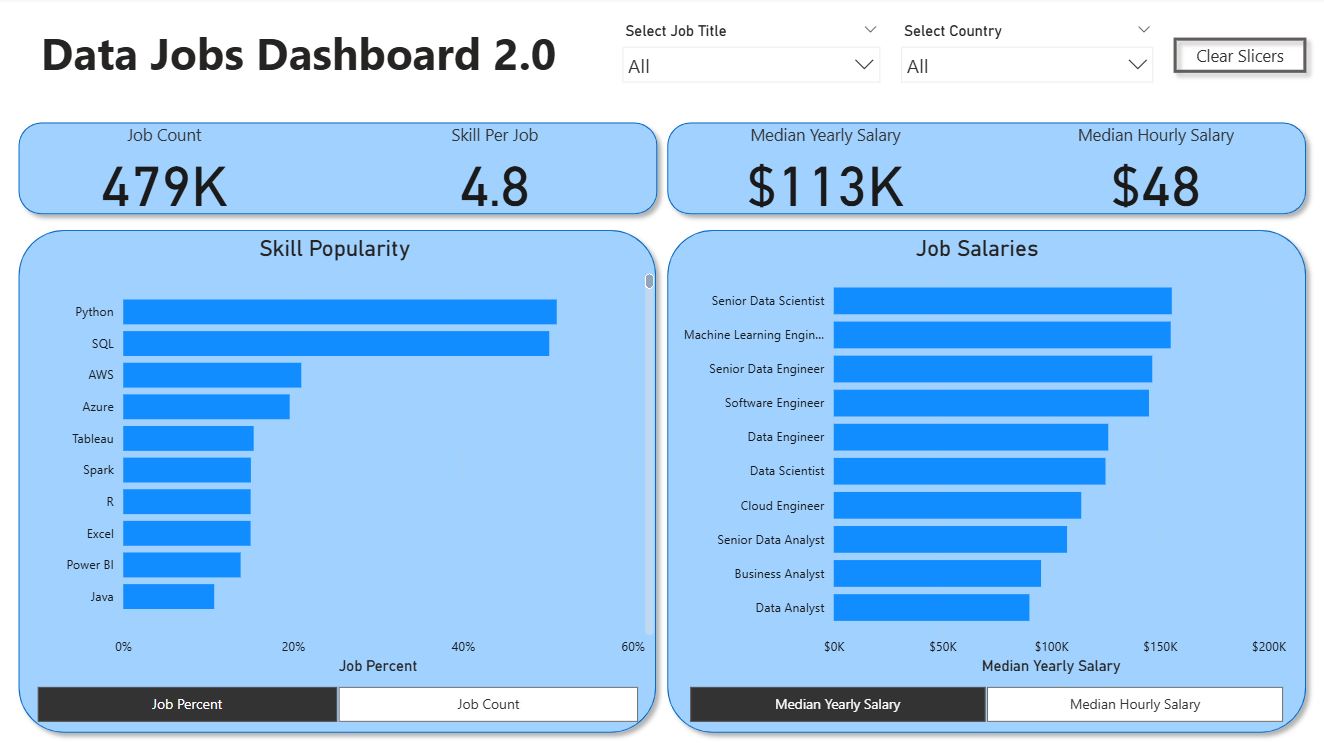 Data Jobs Dashboard 2.0
Select Job Title
All
Select Country
All
Clear Slicers
Job Count
479K
Skill Per Job
4.8
Median Yearly Salary
$113K
Median Hourly Salary
$48
Skill Popularity
Python
SQL
AWS
Azure
Tableau
Spark
R
Excel
Power BI
Java
0% 20% 40% 60%
Job Percent
Job Percent
Job Count
Job Salaries
Senior Data Scientist
Machine Learning Engin...
Senior Data Engineer
Software Engineer
Data Engineer
Data Scientist
Cloud Engineer
Senior Data Analyst
Business Analyst
Data Analyst
$0K $50K $100K $150K $200K
Median Yearly Salary
Median Yearly Salary
Median Hourly Salary